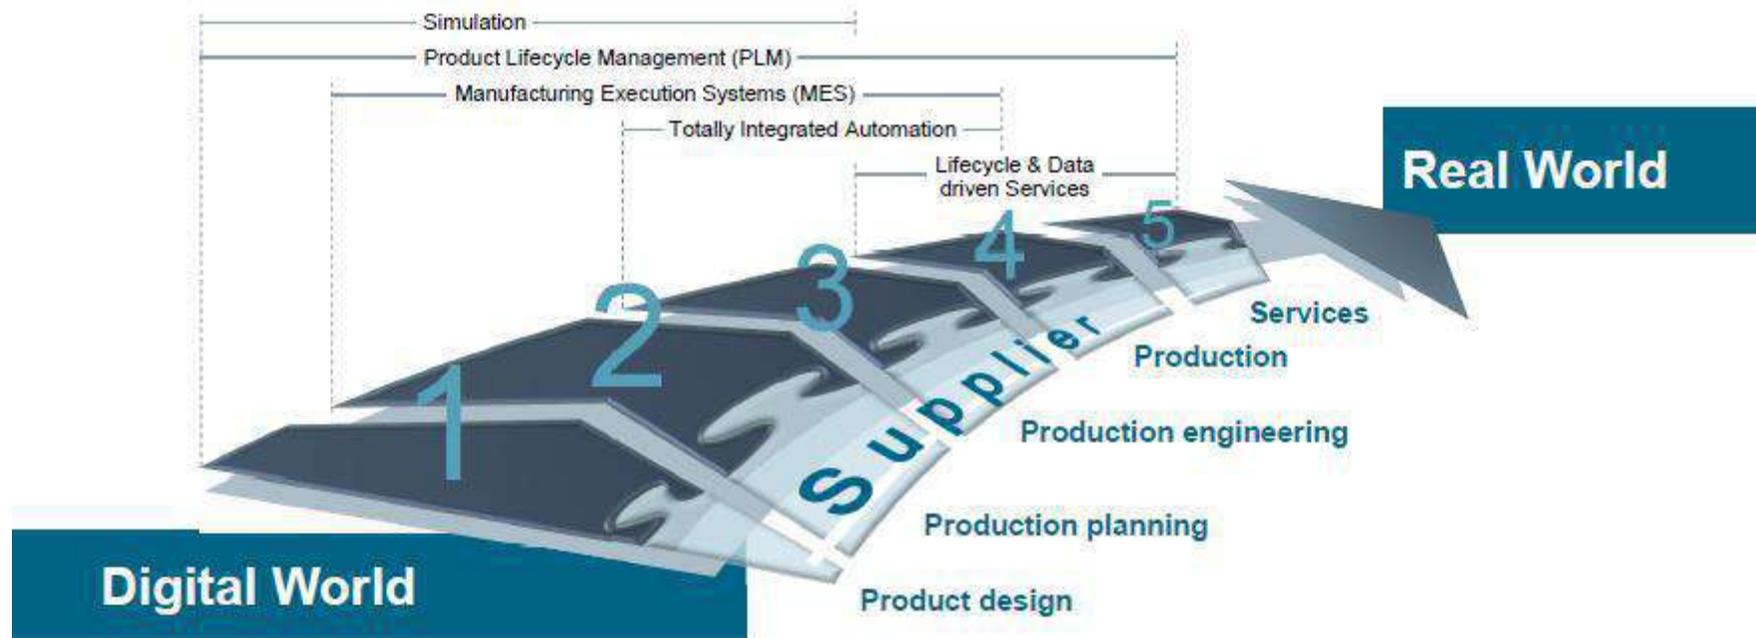 Simulation
Product Lifecycle Management (PLM)
Manufacturing Execution Systems (MES)
Totally Integrated Automation
Lifecycle & Data
driven Services
Real World
1
2
3
4
5
Supplier
Services
Production
Production engineering
Production planning
Product design
Digital World